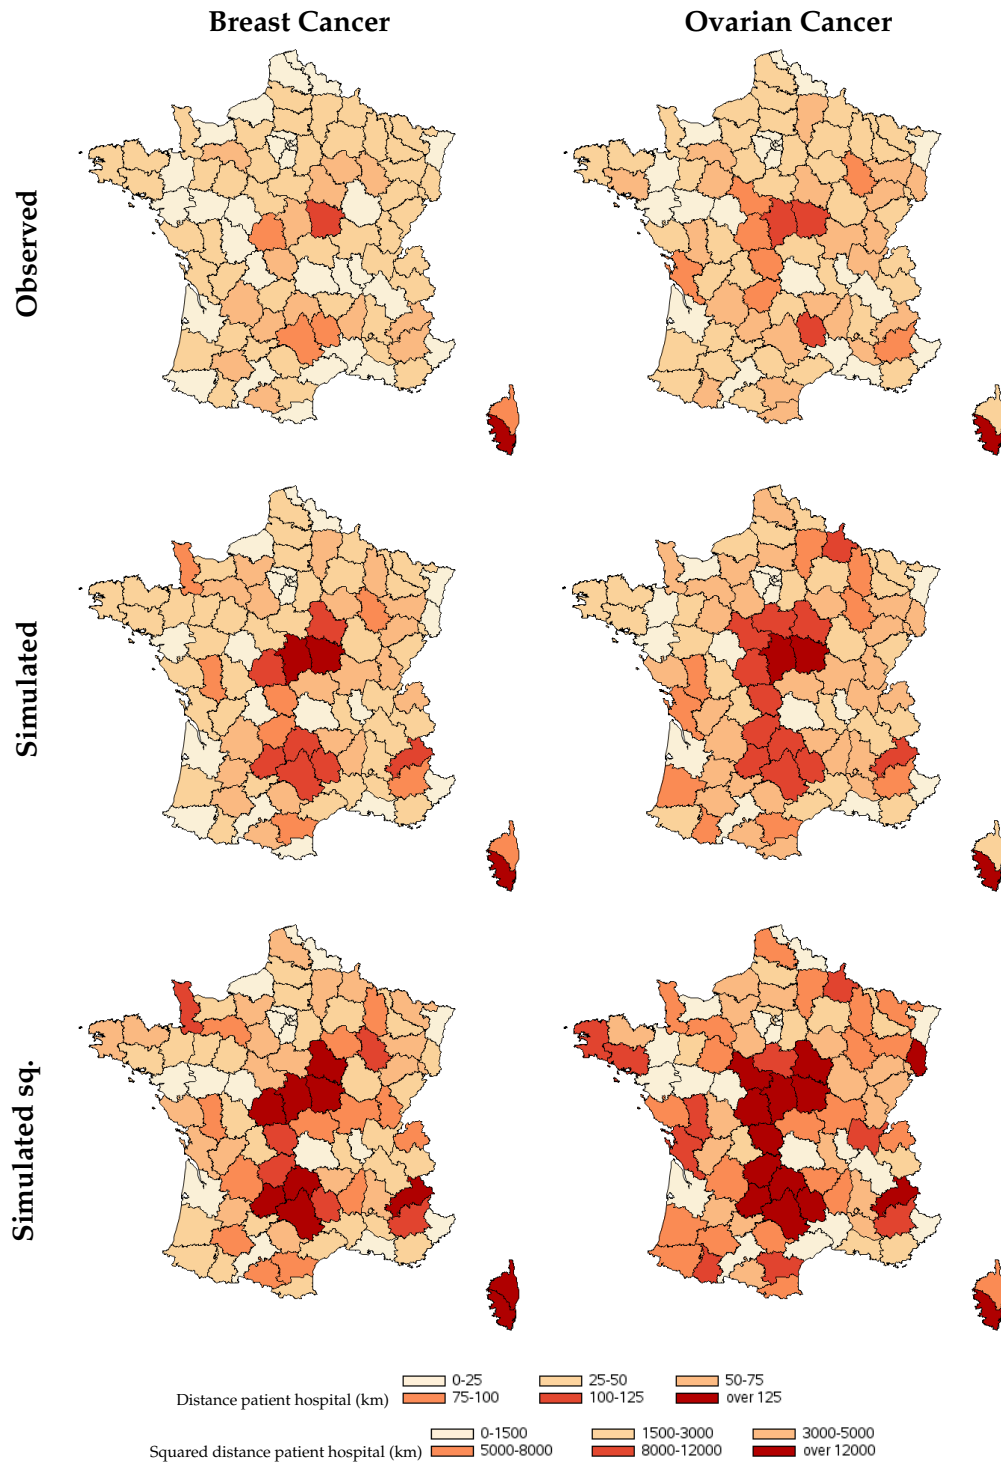 Breast Cancer
Ovarian Cancer
Observed
Simulated
Simulated sq.
Distance patient hospital (km)
0-25
25-50
50-75
75-100
100-125
over 125
Squared distance patient hospital (km)
0-1500
1500-3000
3000-5000
5000-8000
8000-12000
over 12000